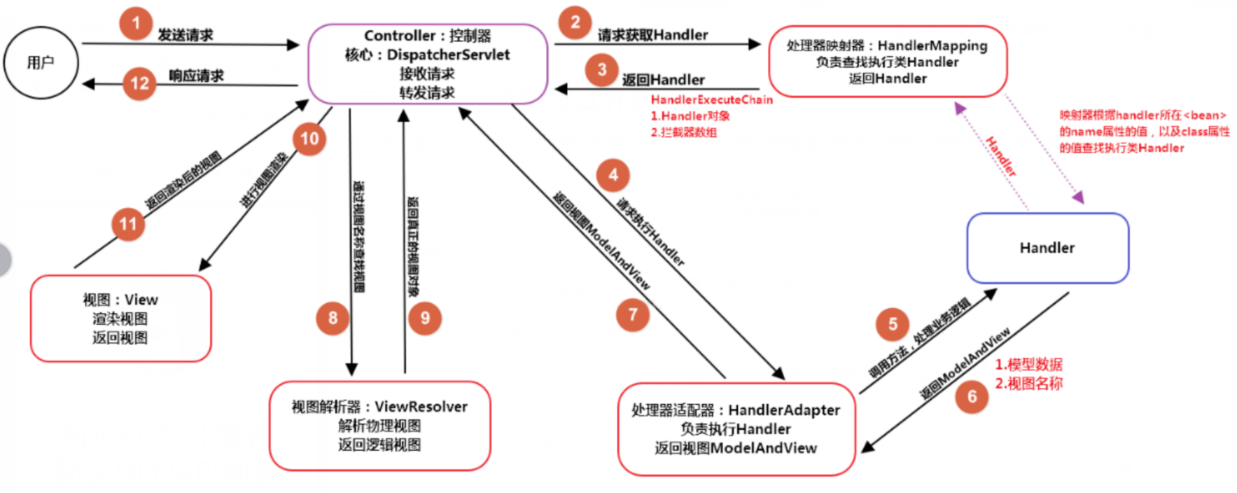 1
发送请求
用户
12
响应请求
Controller：控制器
核心：DispatcherServlet
接收请求
转发请求
2
请求获取Handler
3
返回Handler
HandlerExecuteChain
1.Handler对象
2.拦截器数组
处理器映射器：HandlerMapping
负责查找执行类Handler
返回Handler
Handler
映射器根据handler所在<bean>
的name属性的值，以及class属性
的值查找执行类Handler
Handler
10
进行视图渲染
11
返回渲染后的视图
视图：View
渲染视图
返回视图
8
通过视图名称查找视图
9
返回真正的视图对象
视图解析器：ViewResolver
解析物理视图
返回逻辑视图
4
请求执行Handler
7
返回视图ModelAndView
处理器适配器：HandlerAdapter
负责执行Handler
返回视图ModelAndView
5
调用方法，处理业务逻辑
6
返回ModelAndView
1.模型数据
2.视图名称